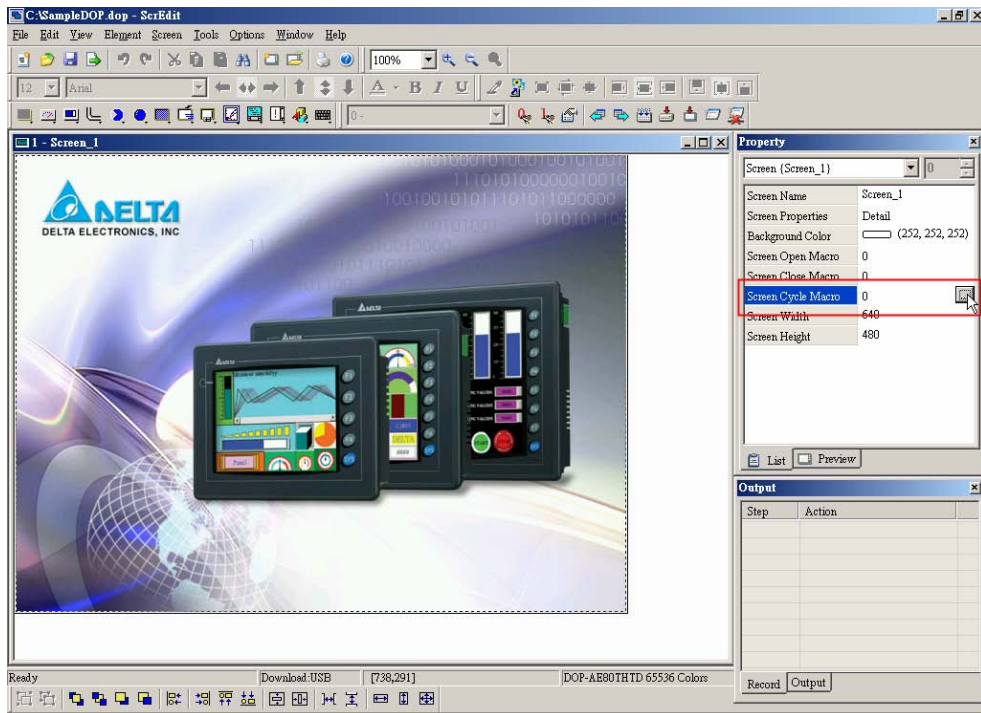 C:\SampleDOP.dop - ScrEdit
File Edit View Element Screen Tools Options Window Help
100%
12 Arial
A - B I U
0 -
1 - Screen_1
DELTA
DELTA ELECTRONICS, INC
Property
Screen {Screen_1} 0
Screen Name Screen_1
Screen Properties Detail
Background Color (252, 252, 252)
Screen Open Macro 0
Screen Close Macro 0
Screen Cycle Macro 0
Screen Width 640
Screen Height 480
List Preview
Output
Step Action
Record Output
Ready Download:USB [738,291] DOP-AE80THTD 65536 Colors